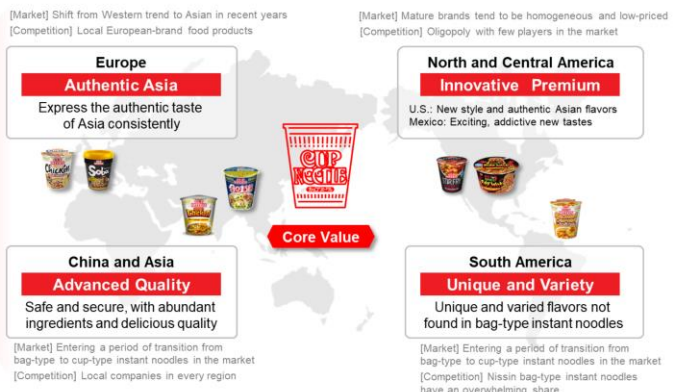 [Market] Shift from Western trend to Asian in recent years
[Competition] Local European-brand food products
Europe
Authentic Asia
Express the authentic taste
of Asia consistently
[Market] Mature brands tend to be homogeneous and low-priced
[Competition] Oligopoly with few players in the market
North and Central America
Innovative Premium
U.S.: New style and authentic Asian flavors
Mexico: Exciting, addictive new tastes
CUP
NOODLE
Core Value
Chicken
Soba
China and Asia
Advanced Quality
Safe and secure, with abundant
ingredients and delicious quality
[Market] Entering a period of transition from
bag-type to cup-type instant noodles in the market
[Competition] Local companies in every region
South America
Unique and Variety
Unique and varied flavors not
found in bag-type instant noodles
[Market] Entering a period of transition from
bag-type to cup-type instant noodles in the market
[Competition] Nissin bag-type instant noodles
have an overwhelming share